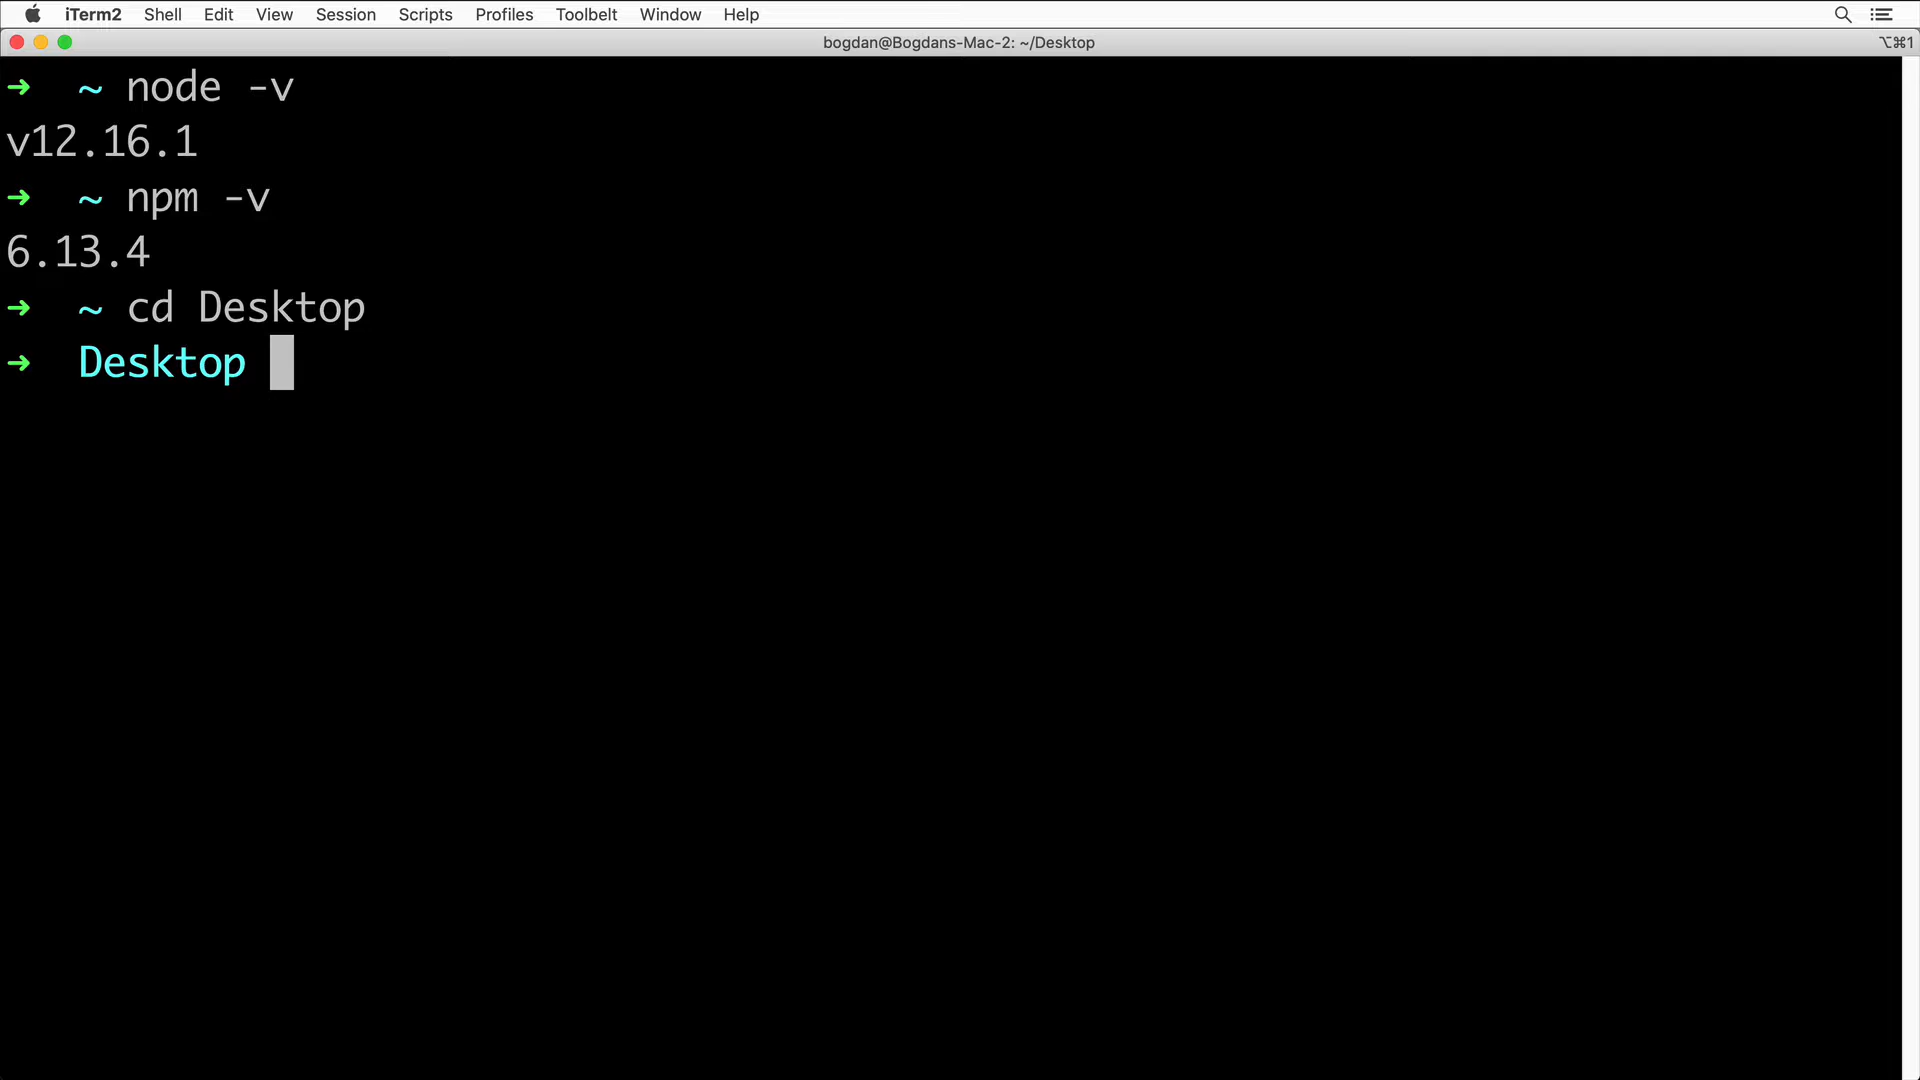 iTerm2 Shell Edit View Session Scripts Profiles Toolbelt Window Help
bogdan@Bogdans-Mac-2: ~/Desktop ⌥⌘1
➜ ~ node -v
v12.16.1
➜ ~ npm -v
6.13.4
➜ ~ cd Desktop
➜ Desktop